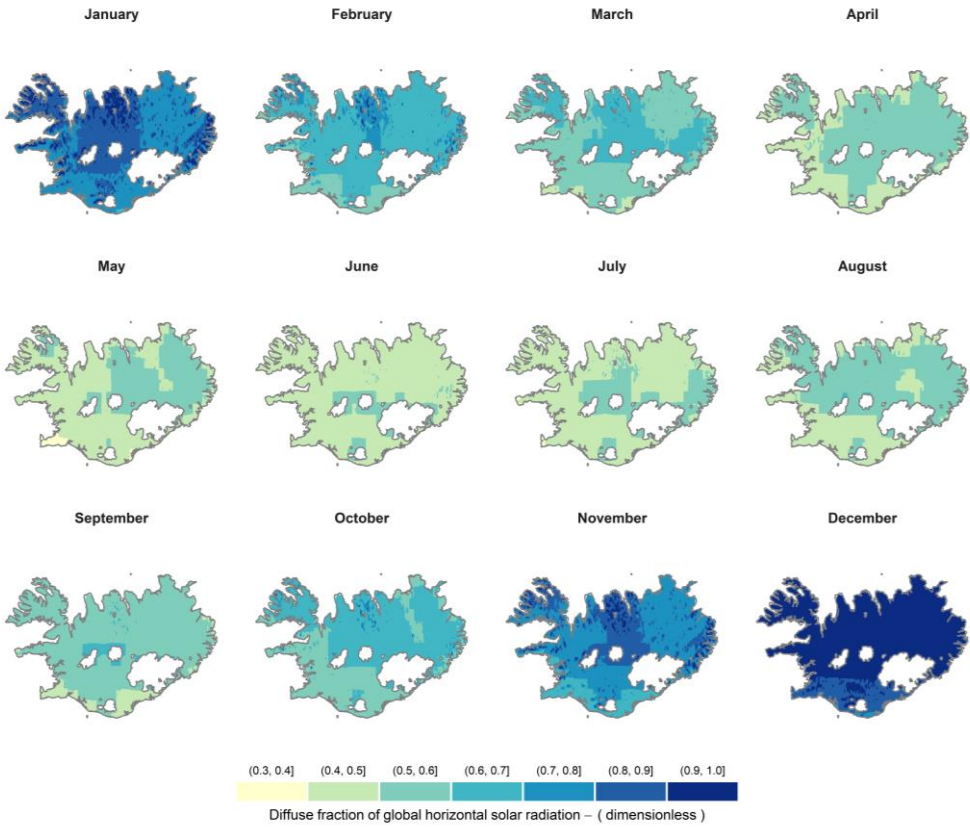 January February March April
May June July August
September October November December
(0.3, 0.4] (0.4, 0.5] (0.5, 0.6] (0.6, 0.7] (0.7, 0.8] (0.8, 0.9] (0.9, 1.0]
Diffuse fraction of global horizontal solar radiation – ( dimensionless )